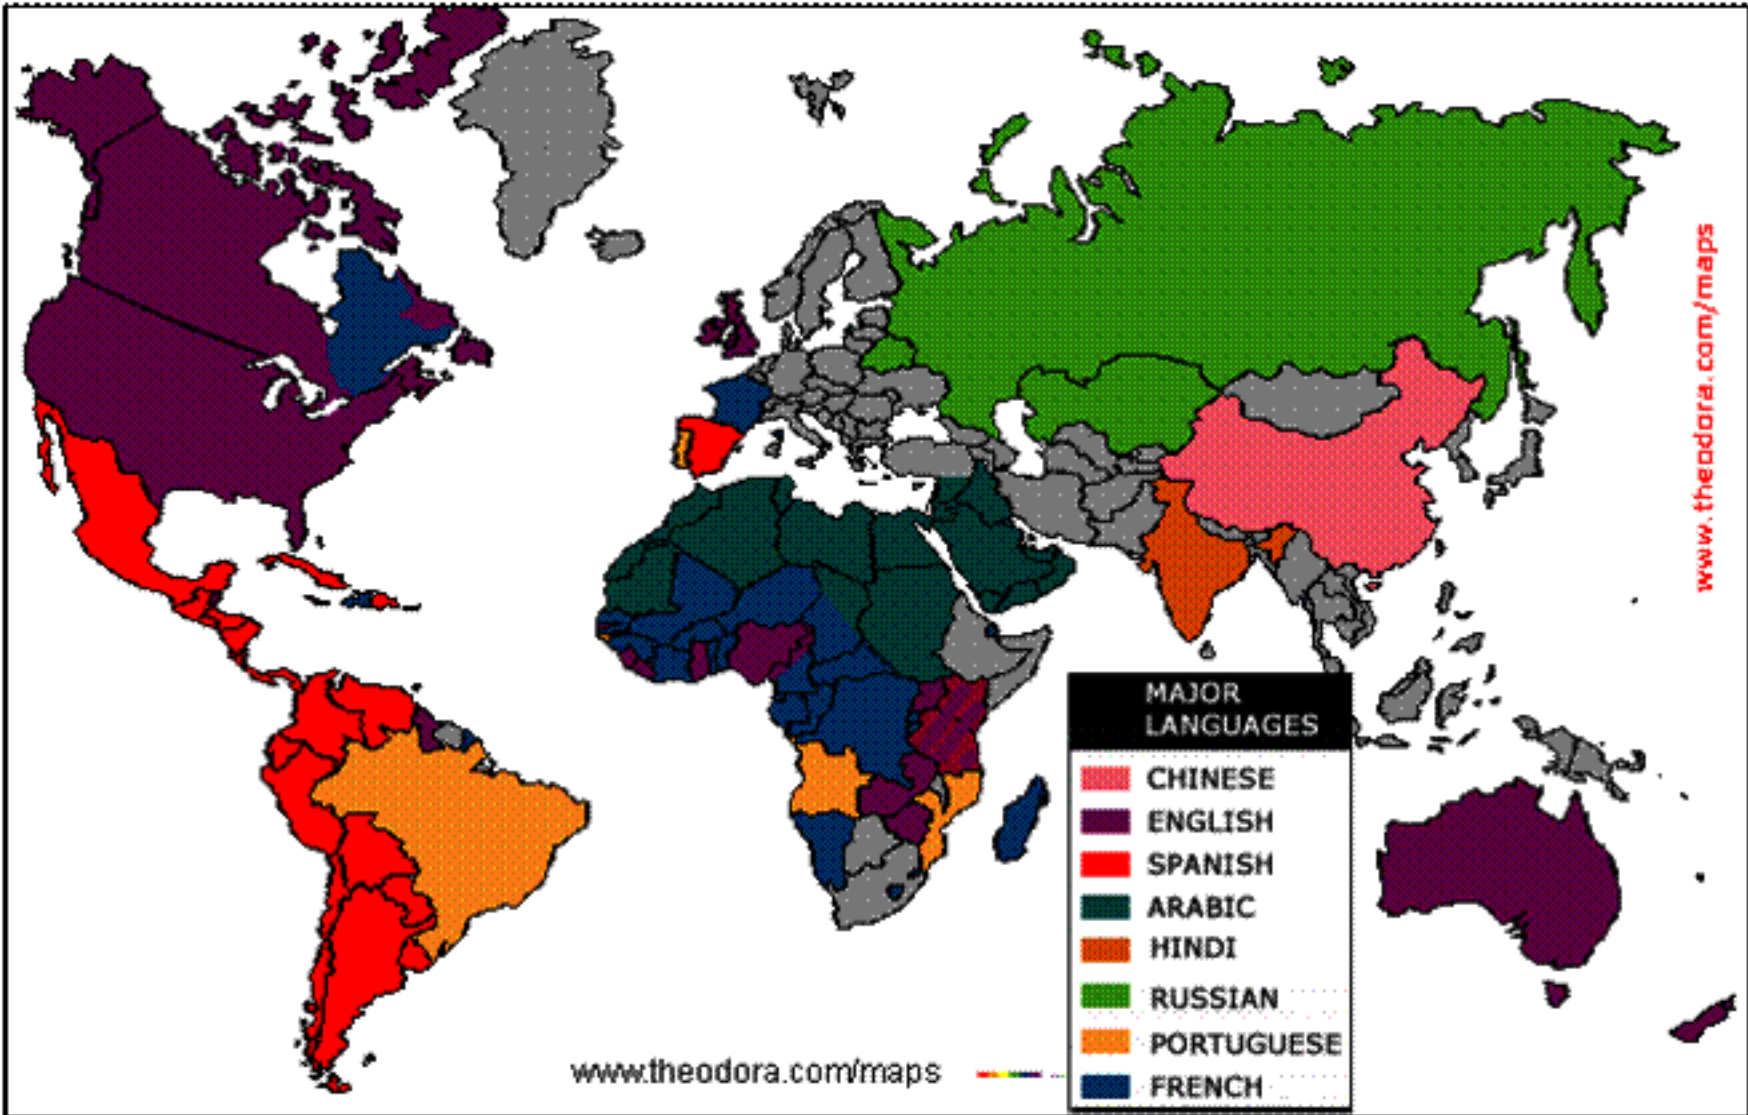 www.theodora.com/maps
MAJOR
LANGUAGES
CHINESE
ENGLISH
SPANISH
ARABIC
HINDI
RUSSIAN
PORTUGUESE
FRENCH
www.theodora.com/maps